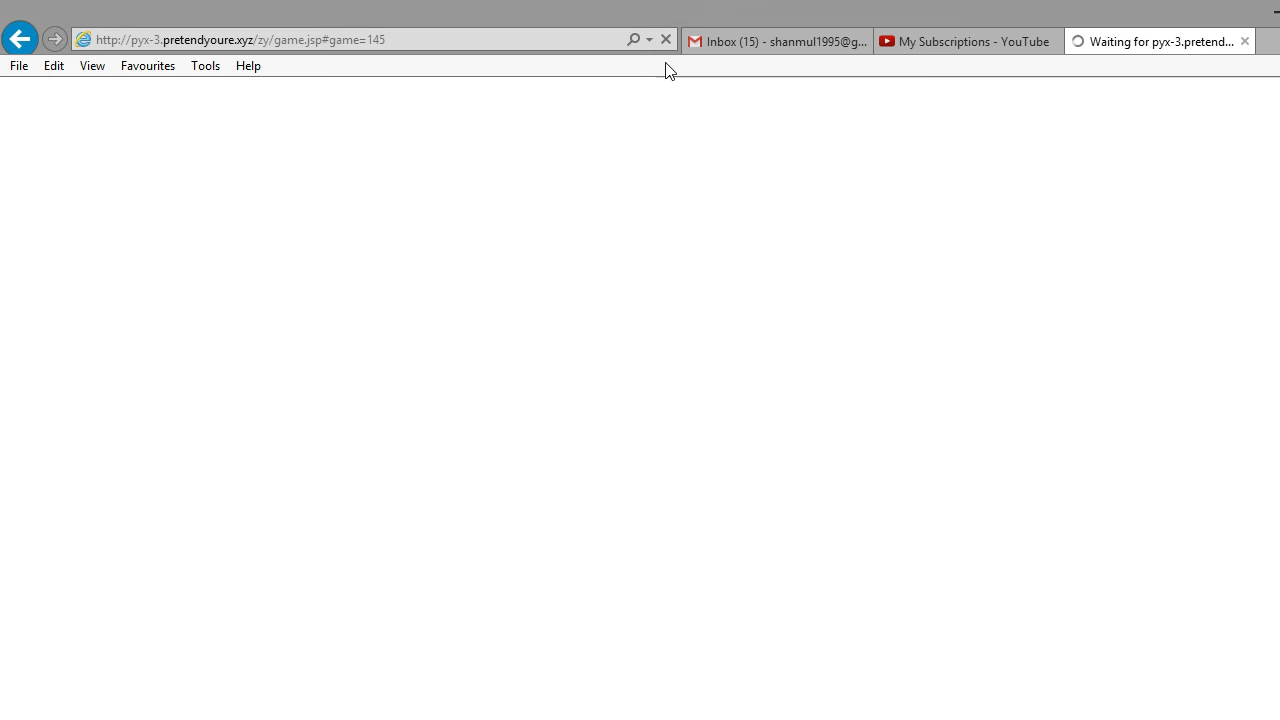 http://pyx-3.pretendyoure.xyz/zy/game.jsp#game=145
Inbox (15) - shanmul1995@g...
My Subscriptions - YouTube
Waiting for pyx-3.pretend...
File Edit View Favourites Tools Help